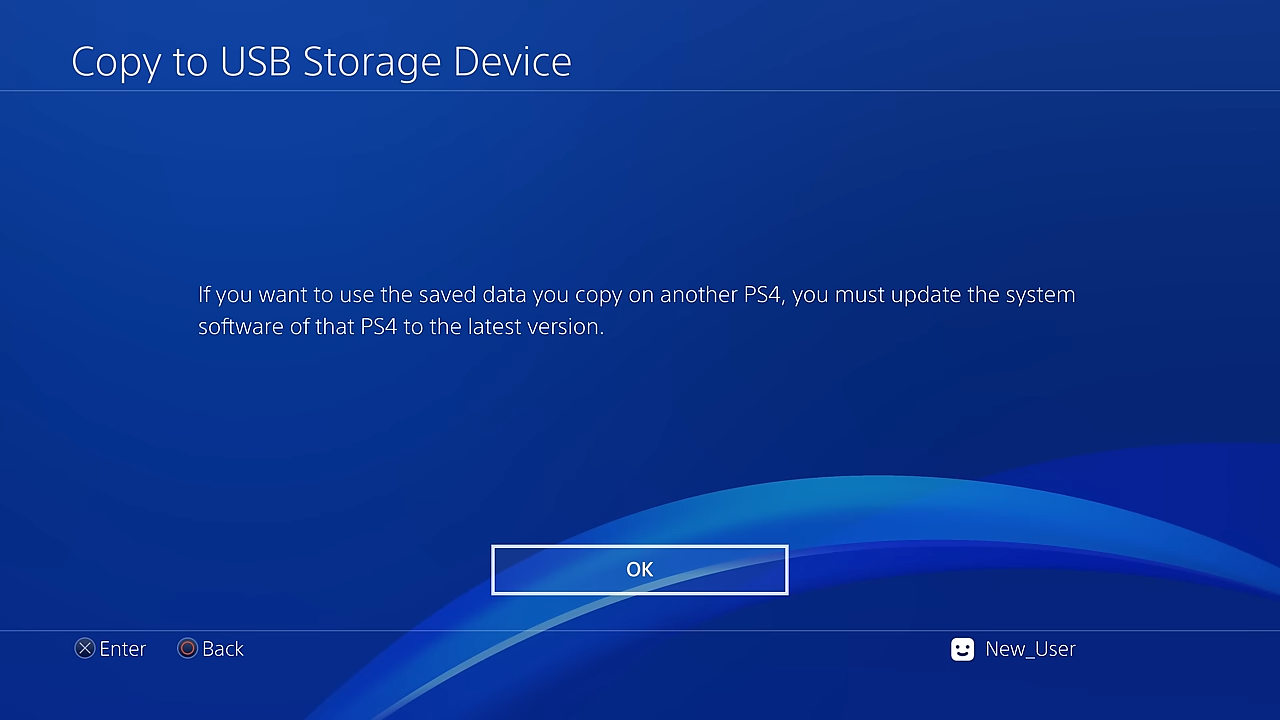 Copy to USB Storage Device
If you want to use the saved data you copy on another PS4, you must update the system
software of that PS4 to the latest version.
OK
Enter Back New_User